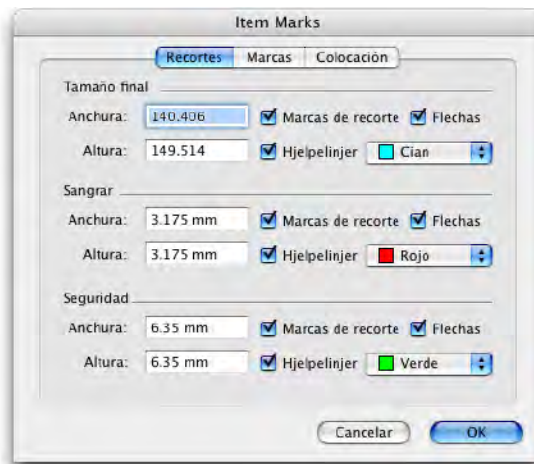 Item Marks
Recortes Marcas Colocación
Tamaño final
Anchura: 140.406 Marcas de recorte Flechas
Altura: 149.514 Hjelpelinjer Cian
Sangrar
Anchura: 3.175 mm Marcas de recorte Flechas
Altura: 3.175 mm Hjelpelinjer Rojo
Seguridad
Anchura: 6.35 mm Marcas de recorte Flechas
Altura: 6.35 mm Hjelpelinjer Verde
Cancelar OK